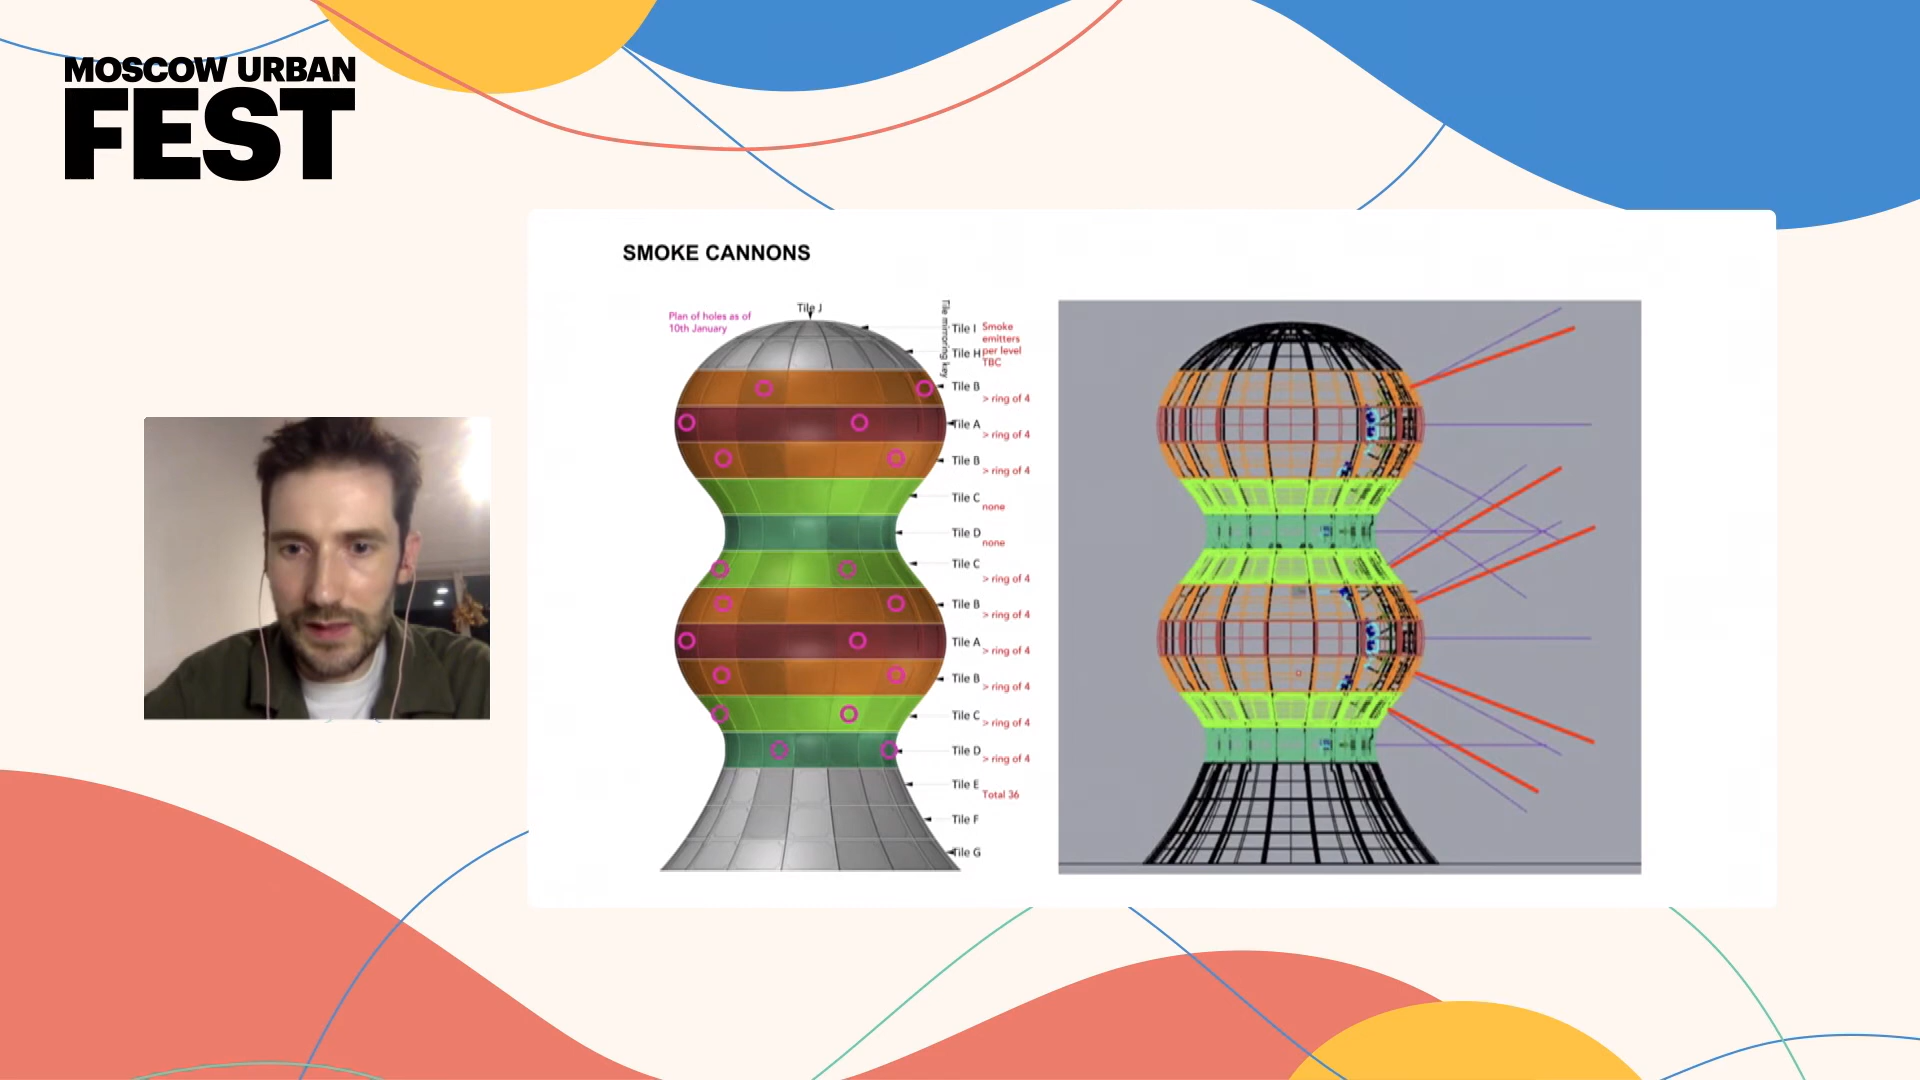 MOSCOW URBAN
FEST
SMOKE CANNONS
Plan of holes as of
10th January
Tile J
Tile mirroring key
Tile I
Smoke
emitters
per level
TBC
Tile H
Tile B
> ring of 4
Tile A
> ring of 4
Tile B
> ring of 4
Tile C
none
Tile D
none
Tile C
> ring of 4
Tile B
> ring of 4
Tile A
> ring of 4
Tile B
> ring of 4
Tile C
> ring of 4
Tile D
> ring of 4
Tile E
Total 36
Tile F
Tile G